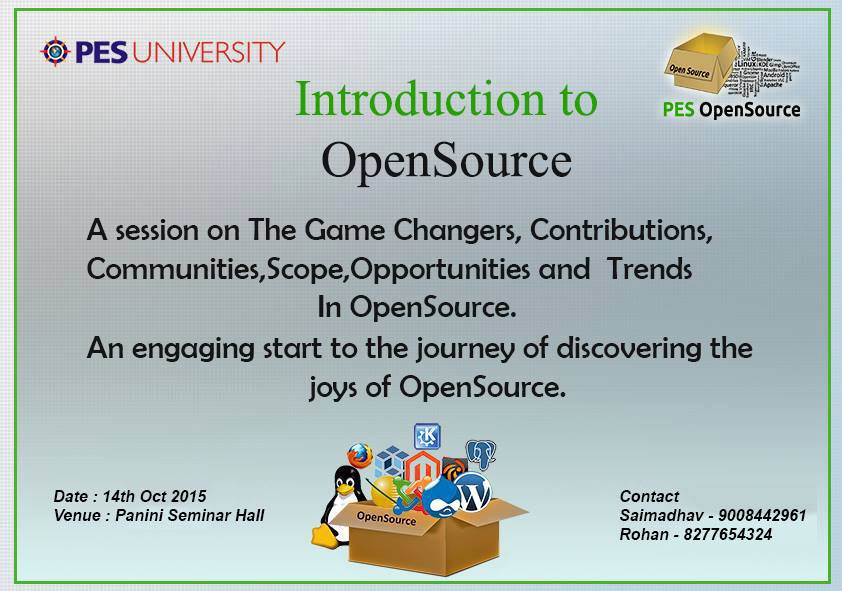 PES UNIVERSITY
Open Source
PES OpenSource
Introduction to
OpenSource
A session on The Game Changers, Contributions,
Communities,Scope,Opportunities and Trends
In OpenSource.
An engaging start to the journey of discovering the
joys of OpenSource.
OpenSource
Date : 14th Oct 2015
Venue : Panini Seminar Hall
Contact
Saimadhav - 9008442961
Rohan - 8277654324